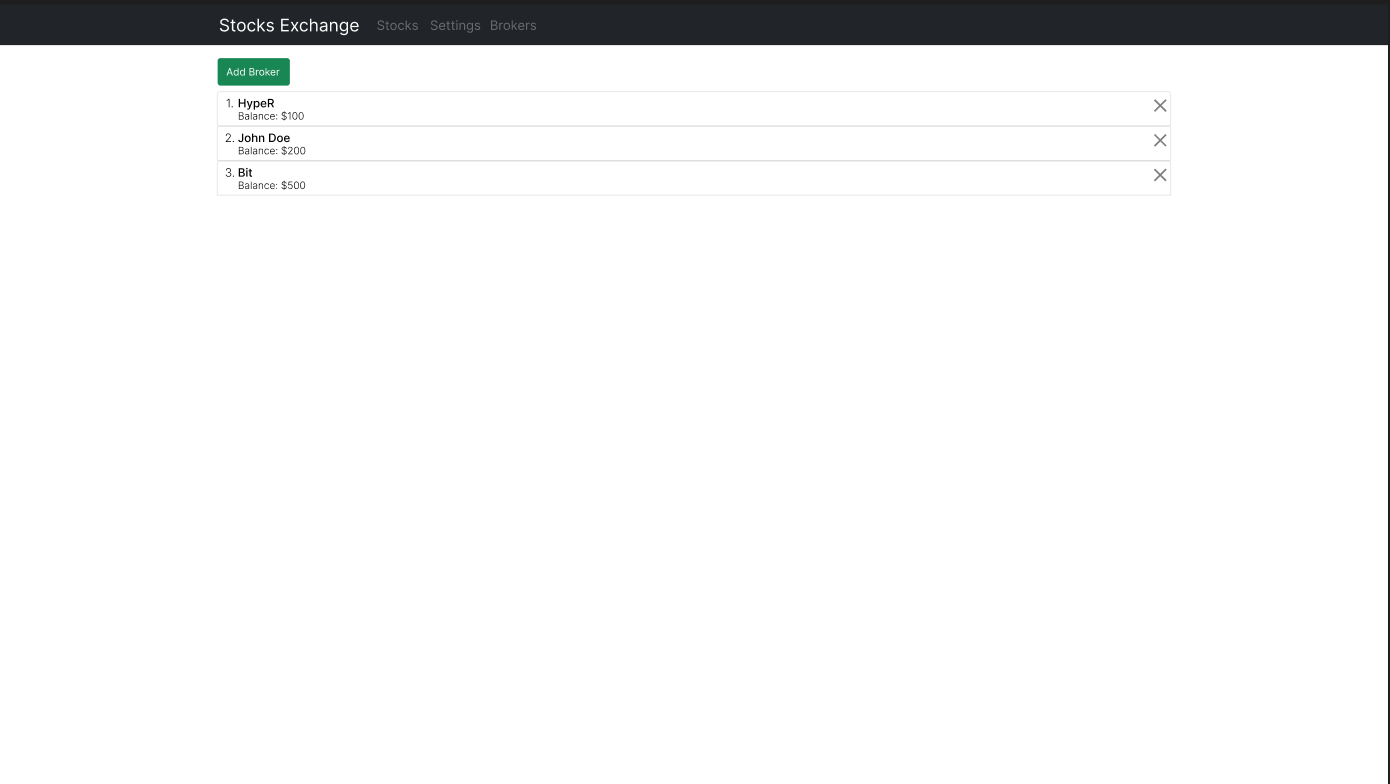 Stocks Exchange Stocks Settings Brokers
Add Broker
1. HypeR
Balance: $100
2. John Doe
Balance: $200
3. Bit
Balance: $500